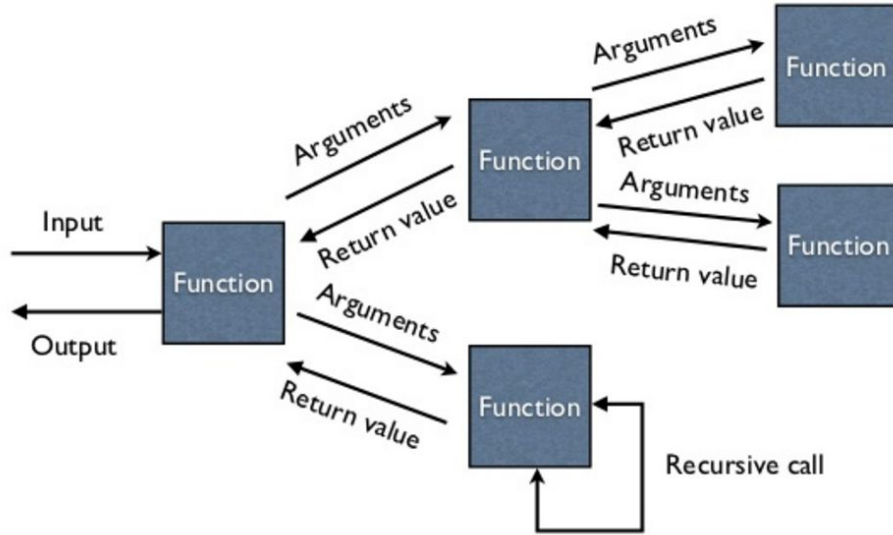 Input
Output
Function
Arguments
Return value
Arguments
Return value
Function
Arguments
Return value
Function
Arguments
Return value
Function
Function
Recursive call